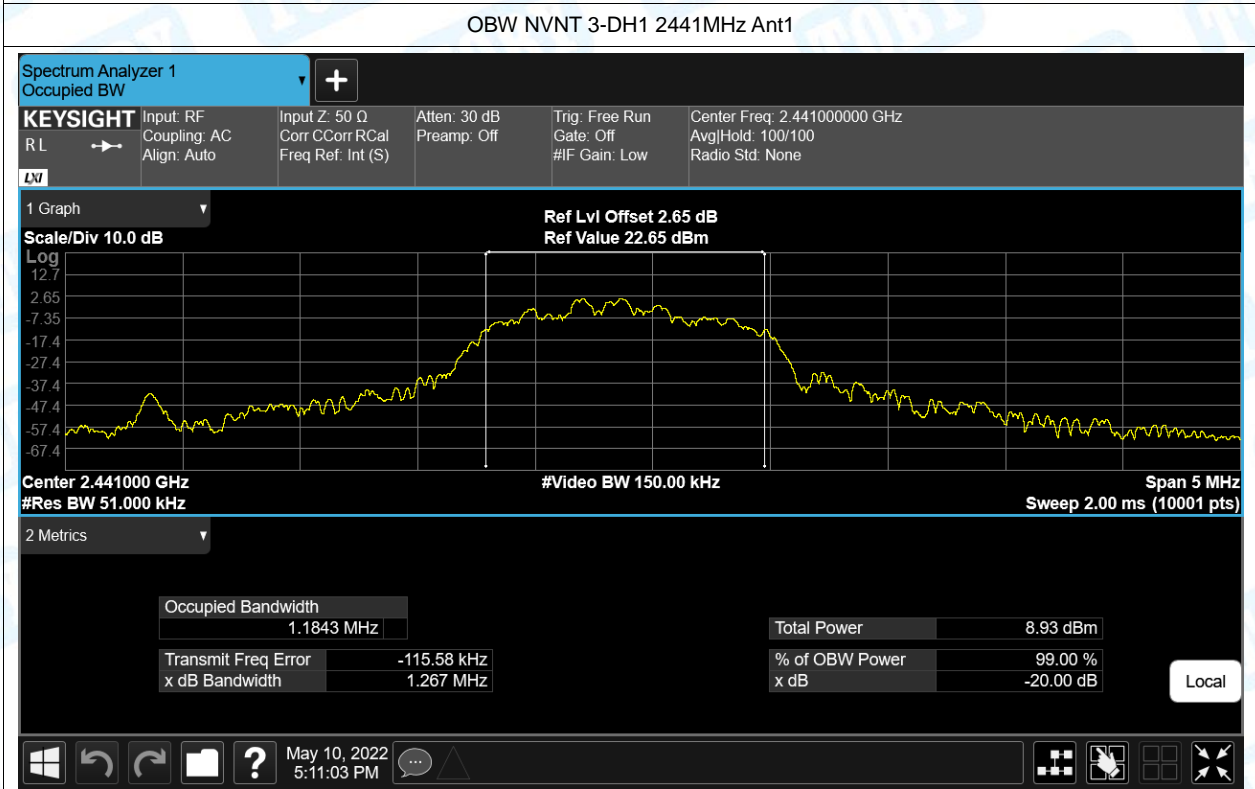 OBW NVNT 3-DH1 2441MHz Ant1
Spectrum Analyzer 1
Occupied BW
KEYSIGHT
RL
LXI
Input: RF
Coupling: AC
Align: Auto
Input Z: 50 Ω
Corr CCorr RCal
Freq Ref: Int (S)
Atten: 30 dB
Preamp: Off
Trig: Free Run
Gate: Off
#IF Gain: Low
Center Freq: 2.441000000 GHz
Avg|Hold: 100/100
Radio Std: None
1 Graph
Scale/Div 10.0 dB
Ref Lvl Offset 2.65 dB
Ref Value 22.65 dBm
Log
12.7
2.65
-7.35
-17.4
-27.4
-37.4
-47.4
-57.4
-67.4
Center 2.441000 GHz
#Res BW 51.000 kHz
#Video BW 150.00 kHz
Span 5 MHz
Sweep 2.00 ms (10001 pts)
2 Metrics
Occupied Bandwidth
1.1843 MHz
Transmit Freq Error -115.58 kHz
x dB Bandwidth 1.267 MHz
Total Power 8.93 dBm
% of OBW Power 99.00 %
x dB -20.00 dB
Local
?
May 10, 2022
5:11:03 PM